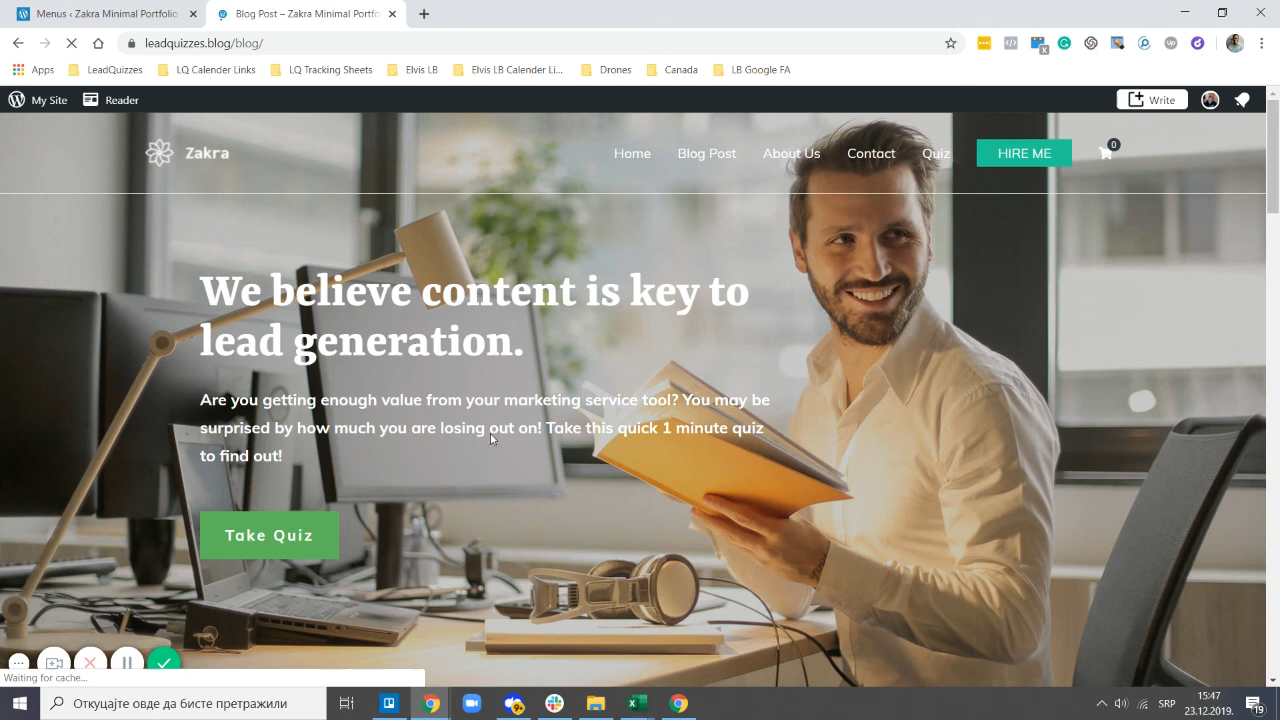 Menus ‹ Zakra Minimal Portfolio
Blog Post – Zakra Minimal Portfo
leadquizzes.blog/blog/
Apps
LeadQuizzes
LQ Calender Links
LQ Tracking Sheets
Elvis LB
Elvis LB Calender Li...
Drones
Canada
LB Google FA
My Site
Reader
Write
Zakra
Home
Blog Post
About Us
Contact
Quiz
HIRE ME
0
We believe content is key to
lead generation.
Are you getting enough value from your marketing service tool? You may be
surprised by how much you are losing out on! Take this quick 1 minute quiz
to find out!
Take Quiz
Waiting for cache...
Откуцајте овде да бисте претражили
9+
SRP
15:47
23.12.2019.
19